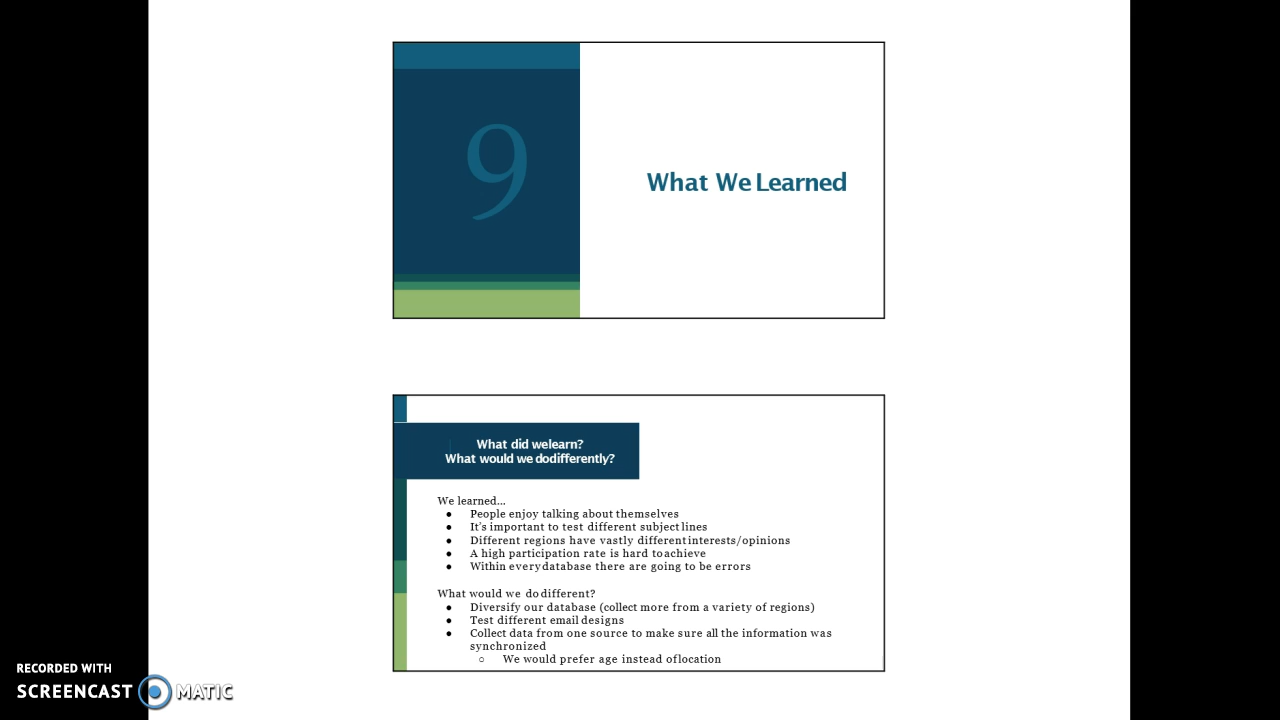 9
What We Learned
What did we learn?
What would we do differently?
We learned...
● People enjoy talking about themselves
● It's important to test different subject lines
● Different regions have vastly different interests/opinions
● A high participation rate is hard to achieve
● Within every database there are going to be errors
What would we do different?
● Diversify our database (collect more from a variety of regions)
● Test different email designs
● Collect data from one source to make sure all the information was
synchronized
○ We would prefer age instead of location
RECORDED WITH
SCREENCAST MATIC